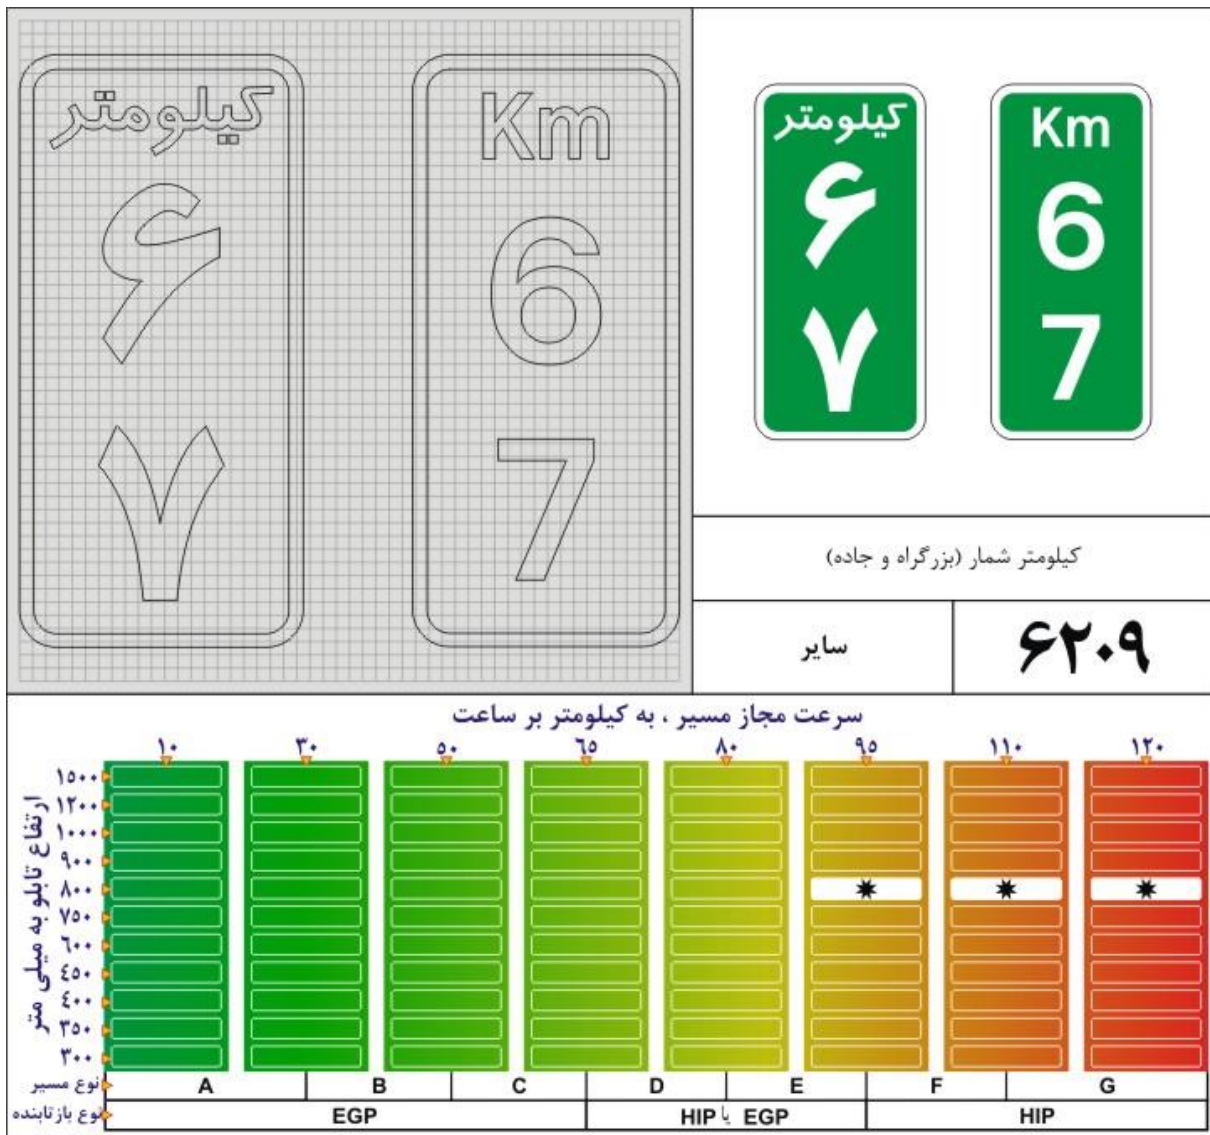 کیلومتر
۶
۷
Km
6
7
کیلومتر
۶
۷
Km
6
7
کیلومتر شمار (بزرگراه و جاده)
۶۲۰۹
سایر
سرعت مجاز مسیر ، به کیلومتر بر ساعت
۱۰ ۳۰ ۵۰ ۶۵ ۸۰ ۹۵ ۱۱۰ ۱۲۰
ارتفاع تابلو به میلی متر
۱۵۰۰
۱۲۰۰
۱۰۰۰
۹۰۰
۸۰۰
۷۵۰
۶۰۰
٤۵۰
٤۰۰
۳۵۰
۳۰۰
نوع مسیر A B C D E F G
نوع بازتابنده EGP HIP یا EGP HIP